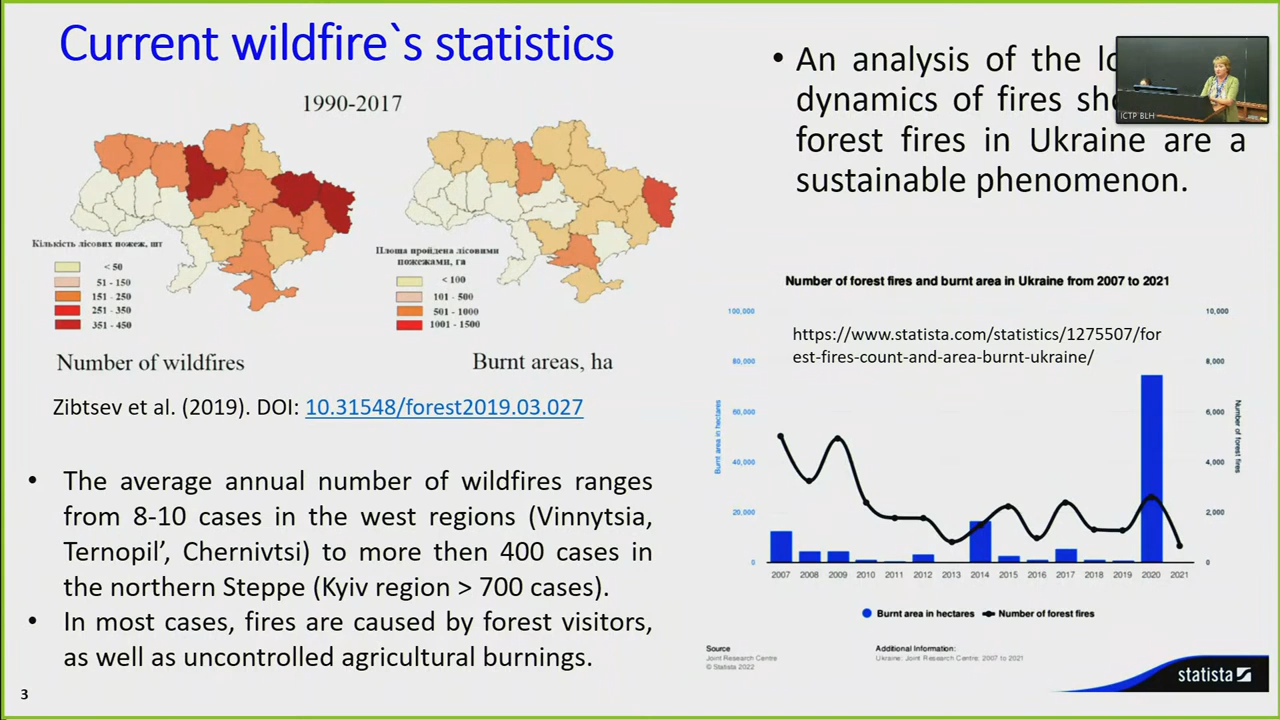 Current wildfire`s statistics
1990-2017
Кількість лісових пожеж, шт
< 50
51 - 150
151 - 250
251 - 350
351 - 450
Number of wildfires
Площа пройдена лісовими
пожежами, га
< 100
101 - 500
501 - 1000
1001 - 1500
Burnt areas, ha
Zibtsev et al. (2019). DOI: 10.31548/forest2019.03.027
• The average annual number of wildfires ranges
from 8-10 cases in the west regions (Vinnytsia,
Ternopil’, Chernivtsi) to more then 400 cases in
the northern Steppe (Kyiv region > 700 cases).
• In most cases, fires are caused by forest visitors,
as well as uncontrolled agricultural burnings.
3
• An analysis of the
dynamics of fires
forest fires in Ukraine are a
sustainable phenomenon.
ICTP BLH
Number of forest fires and burnt area in Ukraine from 2007 to 2021
https://www.statista.com/statistics/1275507/for
est-fires-count-and-area-burnt-ukraine/
Burnt area in hectares
100,000
80,000
60,000
40,000
20,000
0
10,000
8,000
6,000
4,000
2,000
0
Number of forest fires
2007 2008 2009 2010 2011 2012 2013 2014 2015 2016 2017 2018 2019 2020 2021
Burnt area in hectares Number of forest fires
Source
Joint Research Centre
© Statista 2022
Additional Information:
Ukraine; Joint Research Centre; 2007 to 2021
statista